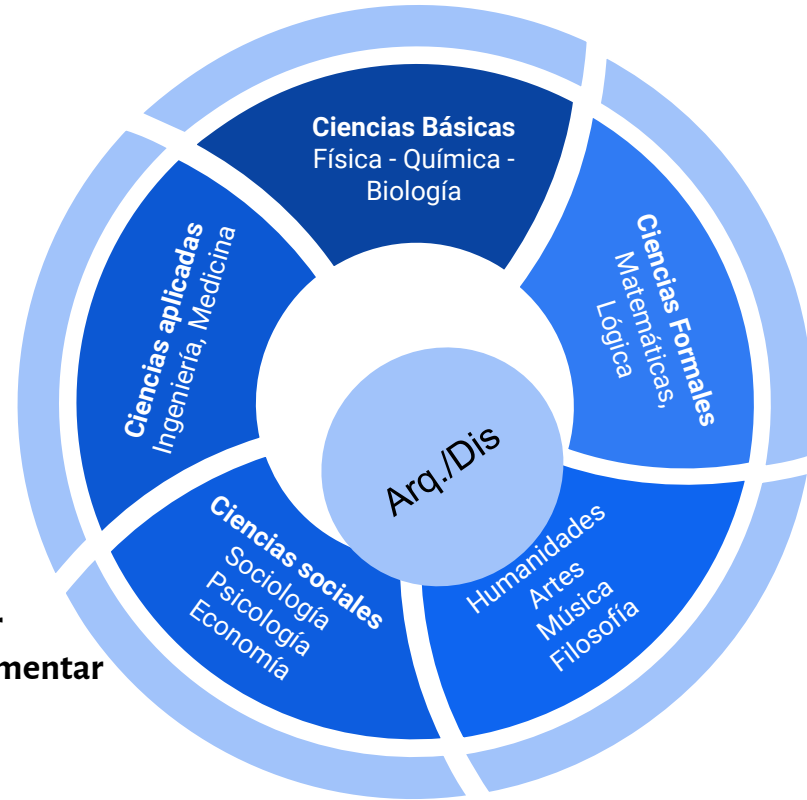 Ciencias Básicas
Física - Química -
Biología
Ciencias Formales
Matemáticas,
Lógica
Humanidades
Artes
Música
Filosofía
Ciencias sociales
Sociología
Psicología
Economía
Ciencias aplicadas
Ingeniería, Medicina
Arq./Dis